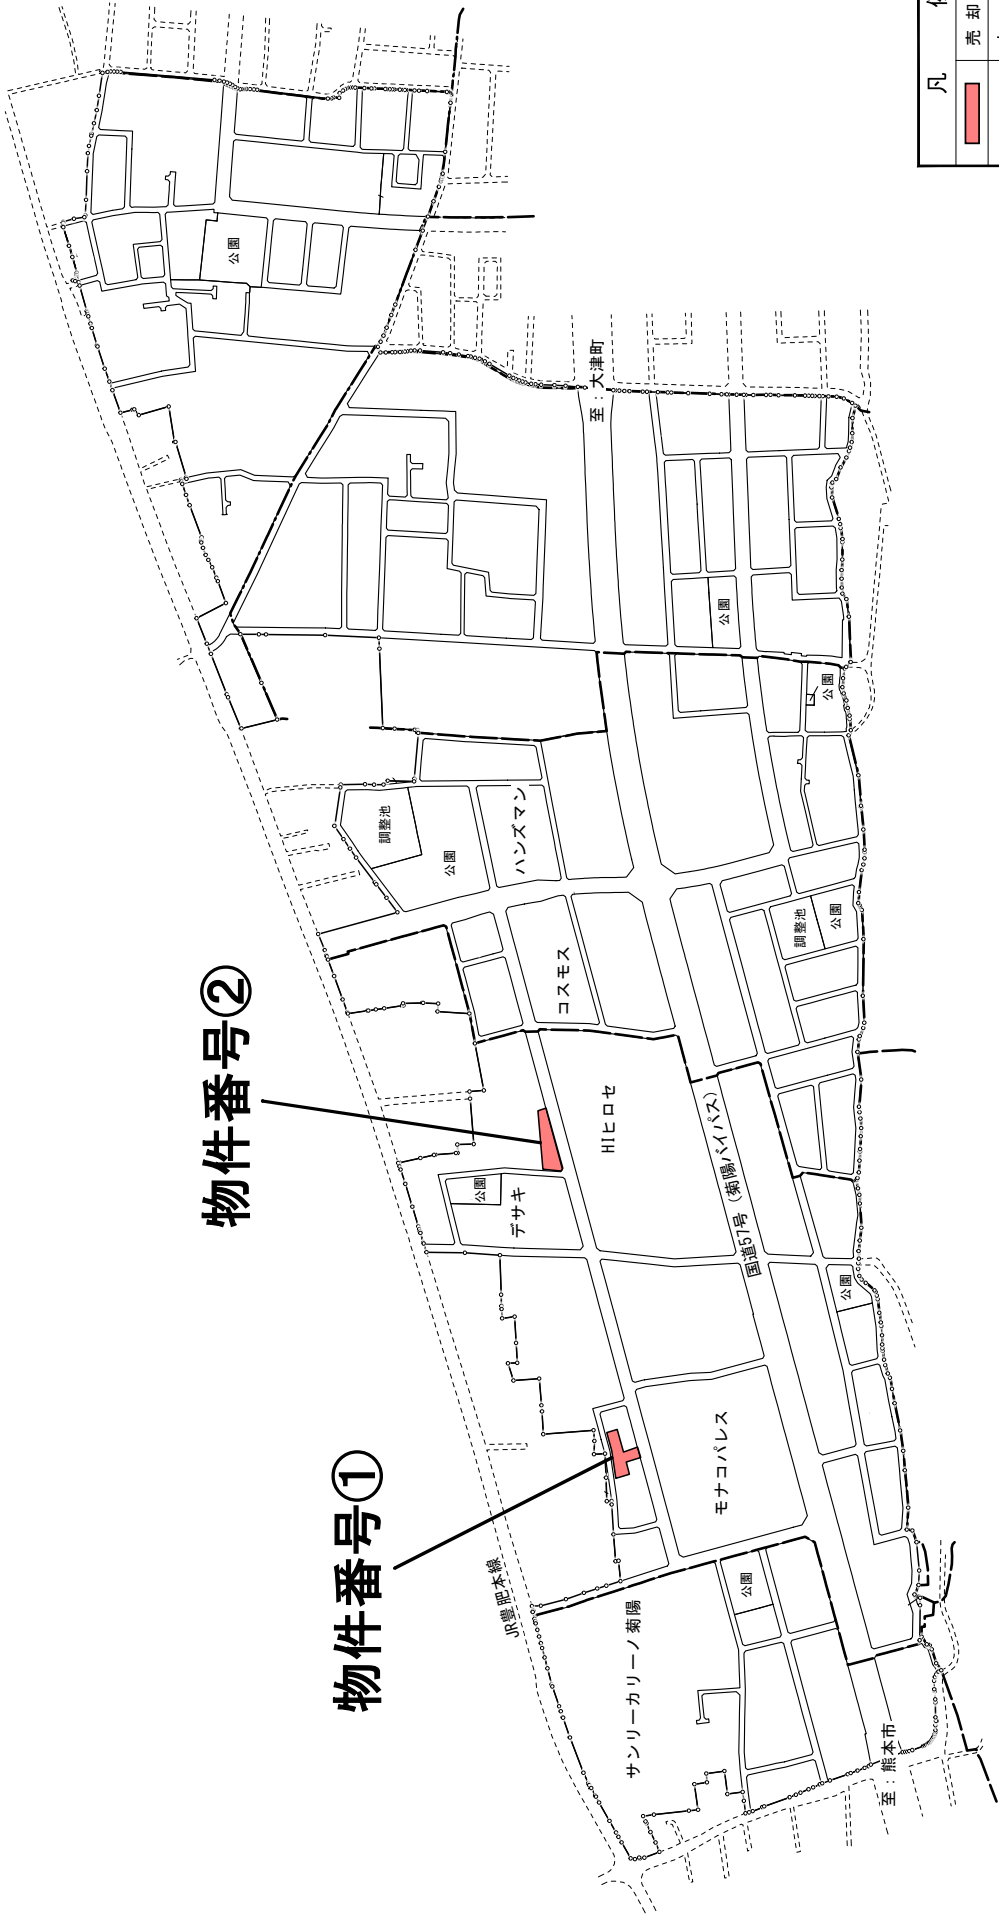 物件番号①
物件番号②
JR豊肥本線
サンリーカリーノ菊陽
公園
至：熊本市
モナコパレス
デサキ
公園
HIヒロセ
国道57号（菊陽バイパス）
公園
コスモス
ハンズマン
公園
調整池
調整池
公園
公園
公園
至：大津町
公園
凡
売却